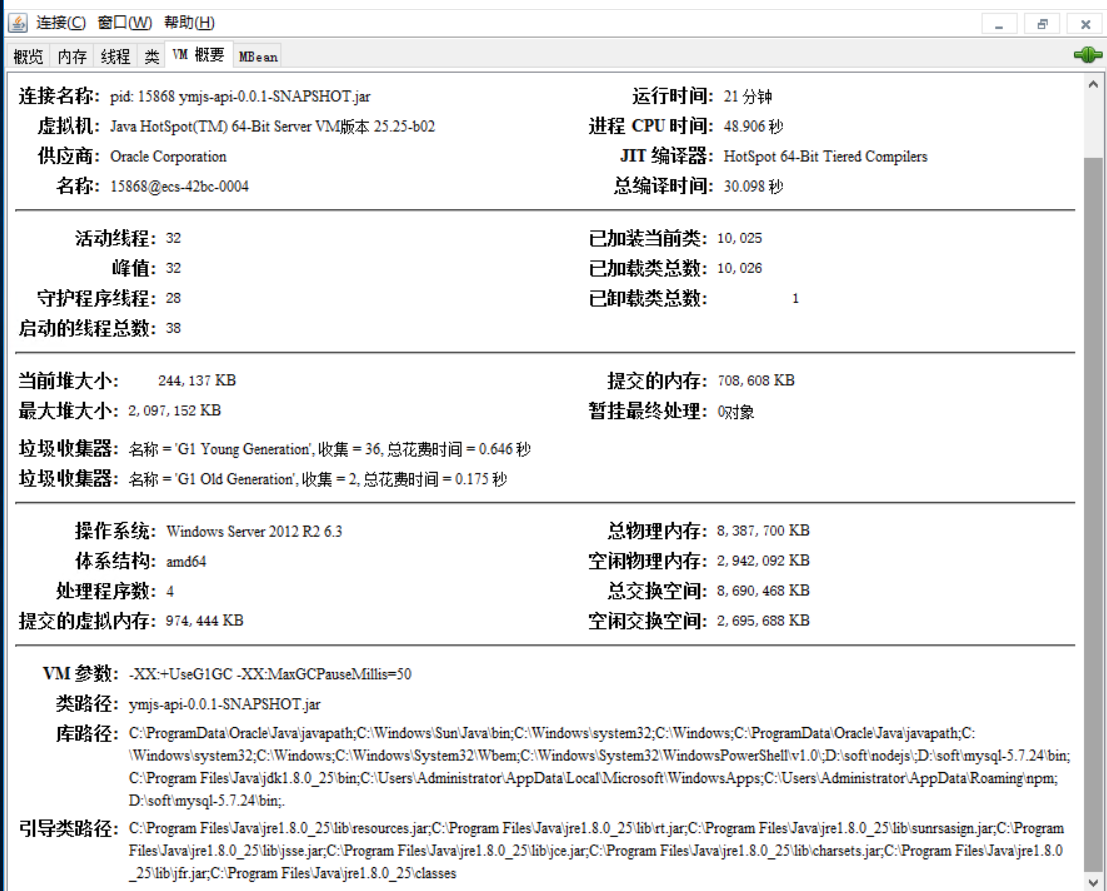 连接(C) 窗口(W) 帮助(H)
概览 内存 线程 类 VM 概要 MBean
连接名称: pid: 15868 ymjs-api-0.0.1-SNAPSHOT.jar 运行时间: 21 分钟
虚拟机: Java HotSpot(TM) 64-Bit Server VM版本 25.25-b02 进程 CPU 时间: 48.906 秒
供应商: Oracle Corporation JIT 编译器: HotSpot 64-Bit Tiered Compilers
名称: 15868@ecs-42bc-0004 总编译时间: 30.098 秒
活动线程: 32 已加装当前类: 10,025
峰值: 32 已加载类总数: 10,026
守护程序线程: 28 已卸载类总数: 1
启动的线程总数: 38
当前堆大小: 244,137 KB 提交的内存: 708,608 KB
最大堆大小: 2,097,152 KB 暂挂最终处理: 0对象
垃圾收集器: 名称 = 'G1 Young Generation', 收集 = 36, 总花费时间 = 0.646 秒
垃圾收集器: 名称 = 'G1 Old Generation', 收集 = 2, 总花费时间 = 0.175 秒
操作系统: Windows Server 2012 R2 6.3 总物理内存: 8,387,700 KB
体系结构: amd64 空闲物理内存: 2,942,092 KB
处理程序数: 4 总交换空间: 8,690,468 KB
提交的虚拟内存: 974,444 KB 空闲交换空间: 2,695,688 KB
VM 参数: -XX:+UseG1GC -XX:MaxGCPauseMillis=50
类路径: ymjs-api-0.0.1-SNAPSHOT.jar
库路径: C:\ProgramData\Oracle\Java\javapath;C:\Windows\Sun\Java\bin;C:\Windows\system32;C:\Windows;C:\ProgramData\Oracle\Java\javapath;C:
\Windows\system32;C:\Windows;C:\Windows\System32\Wbem;C:\Windows\System32\WindowsPowerShell\v1.0\;D:\soft\nodejs\;D:\soft\mysql-5.7.24\bin;
C:\Program Files\Java\jdk1.8.0_25\bin;C:\Users\Administrator\AppData\Local\Microsoft\WindowsApps;C:\Users\Administrator\AppData\Roaming\npm;
D:\soft\mysql-5.7.24\bin;.
引导类路径: C:\Program Files\Java\jre1.8.0_25\lib\resources.jar;C:\Program Files\Java\jre1.8.0_25\lib\rt.jar;C:\Program Files\Java\jre1.8.0_25\lib\sunrsasign.jar;C:\Program
Files\Java\jre1.8.0_25\lib\jsse.jar;C:\Program Files\Java\jre1.8.0_25\lib\jce.jar;C:\Program Files\Java\jre1.8.0_25\lib\charsets.jar;C:\Program Files\Java\jre1.8.0
_25\lib\jfr.jar;C:\Program Files\Java\jre1.8.0_25\classes